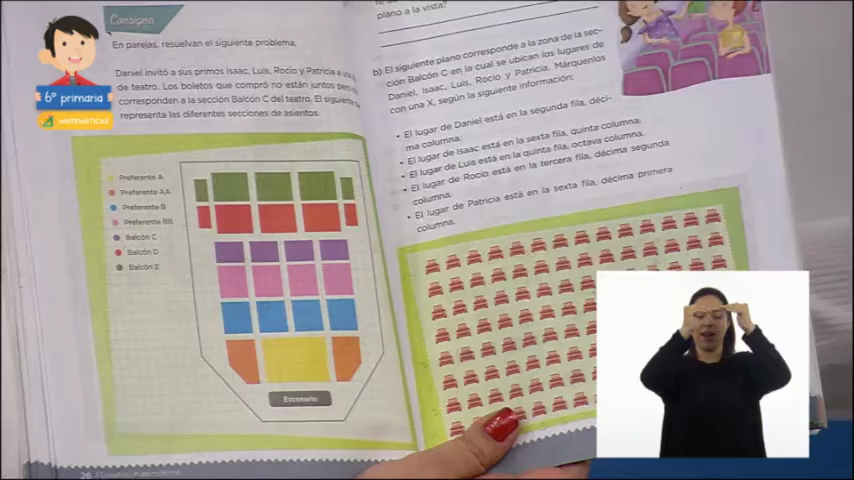 Consigna
En parejas, resuelvan el siguiente problema.
Daniel invitó a sus primos Isaac, Luis, Rocío y Patricia a una
de teatro. Los boletos que compró no están juntos pero
corresponden a la sección Balcón C del teatro. El siguiente
representa las diferentes secciones de asientos.
6º primaria
MATEMÁTICAS
Preferente A
Preferente AA
Preferente B
Preferente BB
Balcón C
Balcón D
Balcón E
Escenario
26
plano a la vista?
b) El siguiente plano corresponde a la zona de la sec-
ción Balcón C en la cual se ubican los lugares de
Daniel, Isaac, Luis, Rocío y Patricia. Márquenlos
con una X, según la siguiente información:
• El lugar de Daniel está en la segunda fila, déci-
ma columna.
• El lugar de Isaac está en la sexta fila, quinta columna.
• El lugar de Luis está en la quinta fila, octava columna.
• El lugar de Rocío está en la tercera fila, décima segunda
columna.
• El lugar de Patricia está en la sexta fila, décima primera
columna.